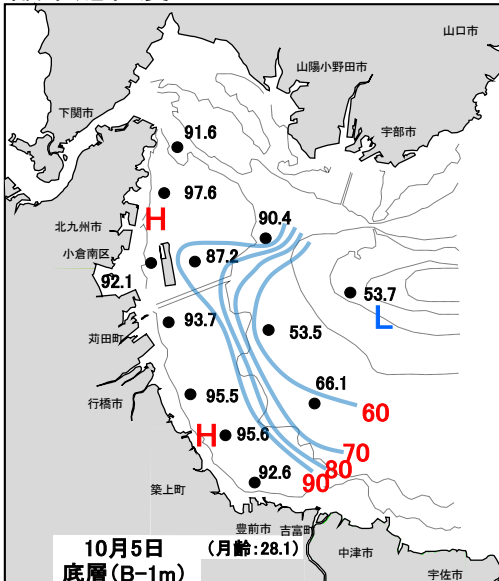 山口市
山陽小野田市
下関市
宇部市
91.6
97.6
H
北九州市
小倉南区
90.4
87.2
92.1
53.7
L
93.7
53.5
苅田町
66.1
60
95.5
行橋市
H
95.6
70
80
90
92.6
築上町
豊前市
吉富町
中津市
宇佐市
10月5日
(月齢:28.1)
底層(B-1m)